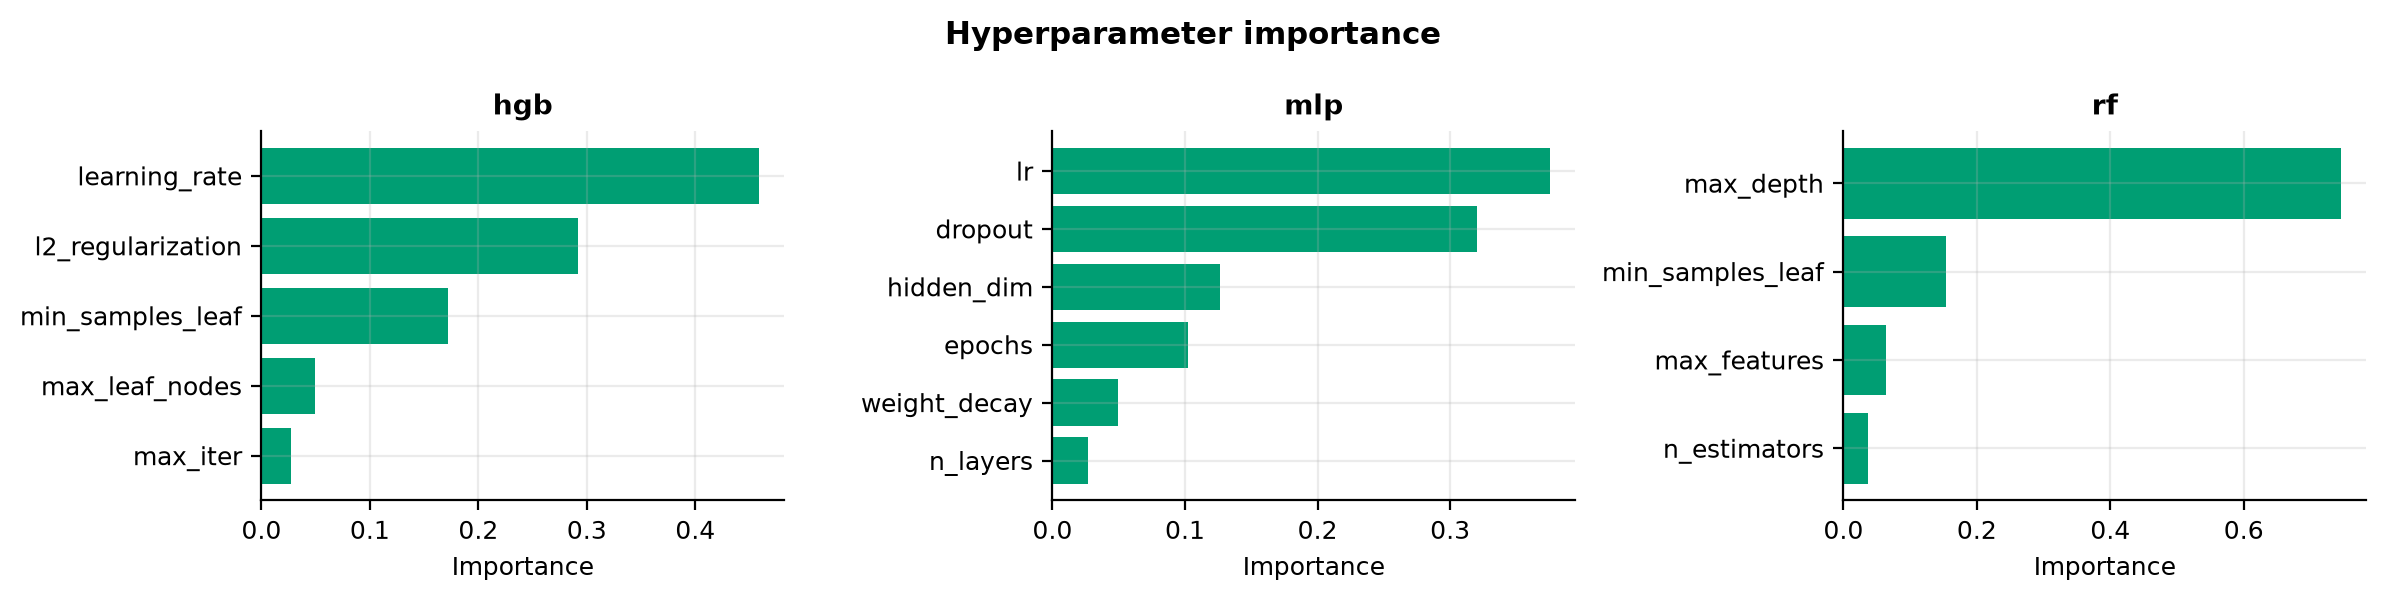 Hyperparameter importance
hgb
learning_rate
l2_regularization
min_samples_leaf
max_leaf_nodes
max_iter
0.0 0.1 0.2 0.3 0.4
Importance
mlp
lr
dropout
hidden_dim
epochs
weight_decay
n_layers
0.0 0.1 0.2 0.3
Importance
rf
max_depth
min_samples_leaf
max_features
n_estimators
0.0 0.2 0.4 0.6
Importance